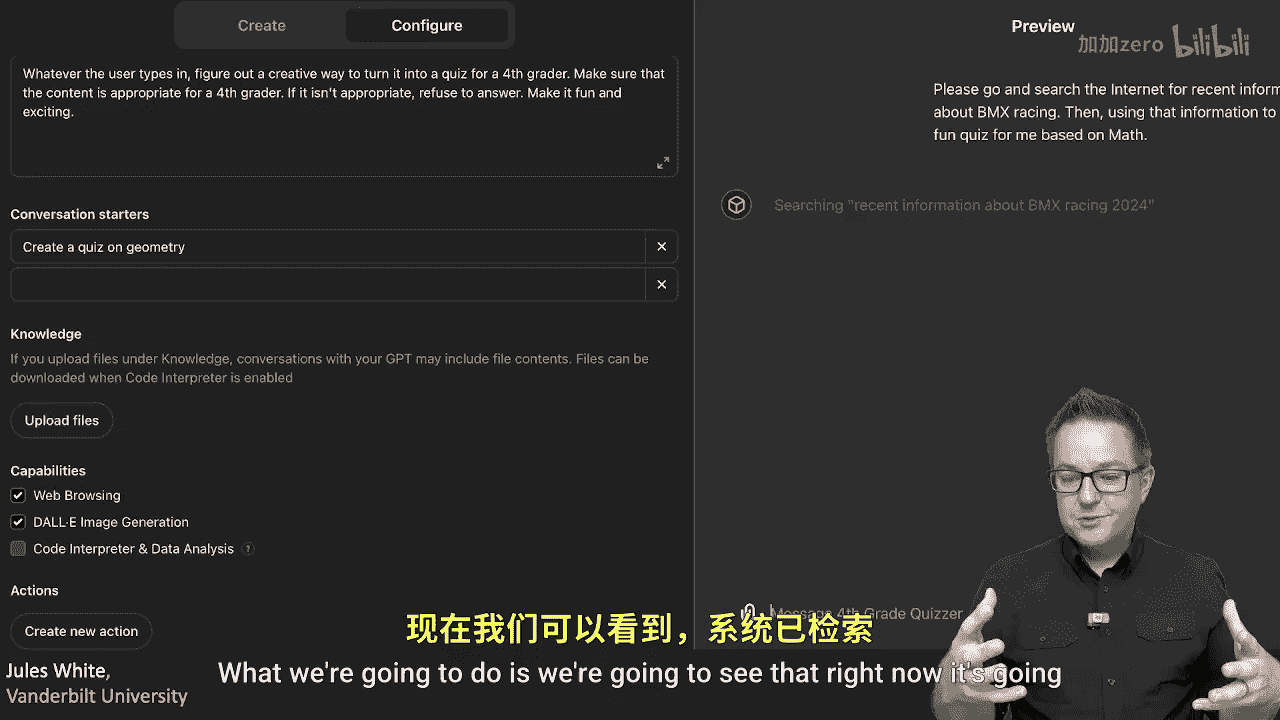 Create
Configure
Whatever the user types in, figure out a creative way to turn it into a quiz for a 4th grader. Make sure that
the content is appropriate for a 4th grader. If it isn't appropriate, refuse to answer. Make it fun and
exciting.
Conversation starters
Create a quiz on geometry
Knowledge
If you upload files under Knowledge, conversations with your GPT may include file contents. Files can be
downloaded when Code Interpreter is enabled
Upload files
Capabilities
Web Browsing
DALL·E Image Generation
Code Interpreter & Data Analysis ?
Actions
Create new action
Preview
加加zero bilibili
Please go and search the Internet for recent inform
about BMX racing. Then, using that information to
fun quiz for me based on Math.
Searching "recent information about BMX racing 2024"
Message 4th Grade Quizzer
现在我们可以看到，系统已检索
What we're going to do is we're going to see that right now it's going
Jules White,
Vanderbilt University